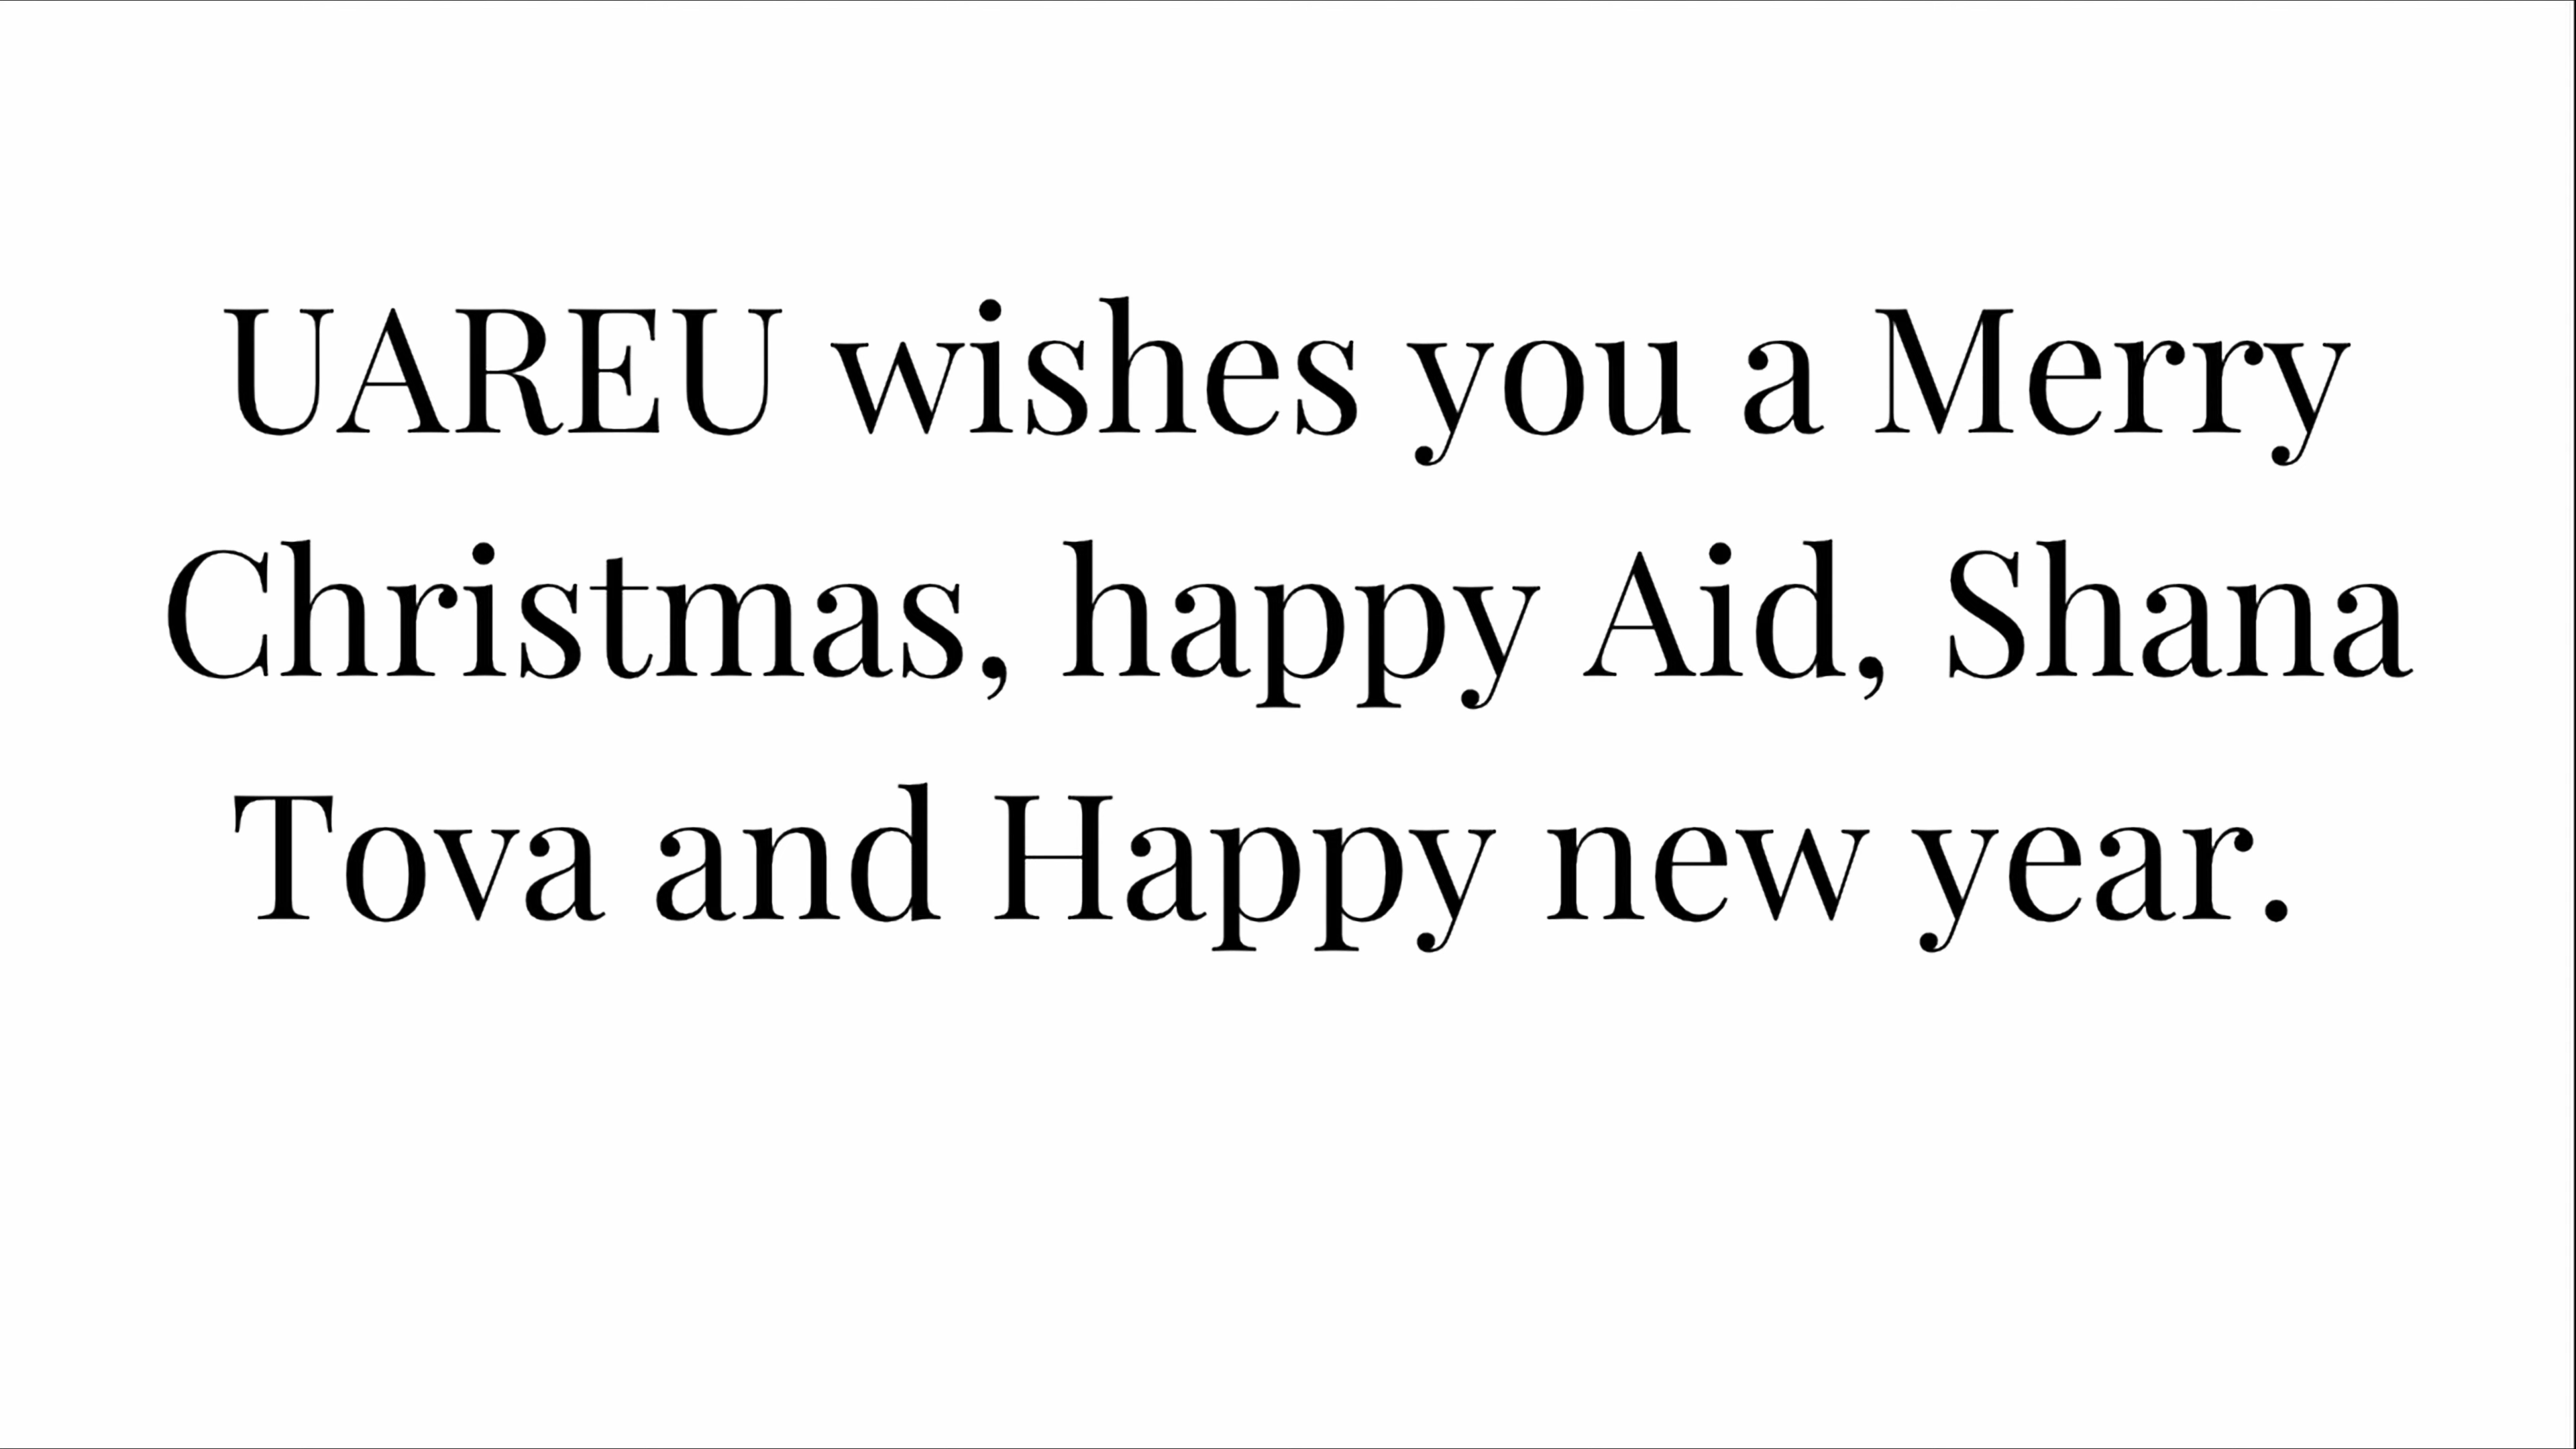 UAREU wishes you a Merry
Christmas, happy Aid, Shana
Tova and Happy new year.